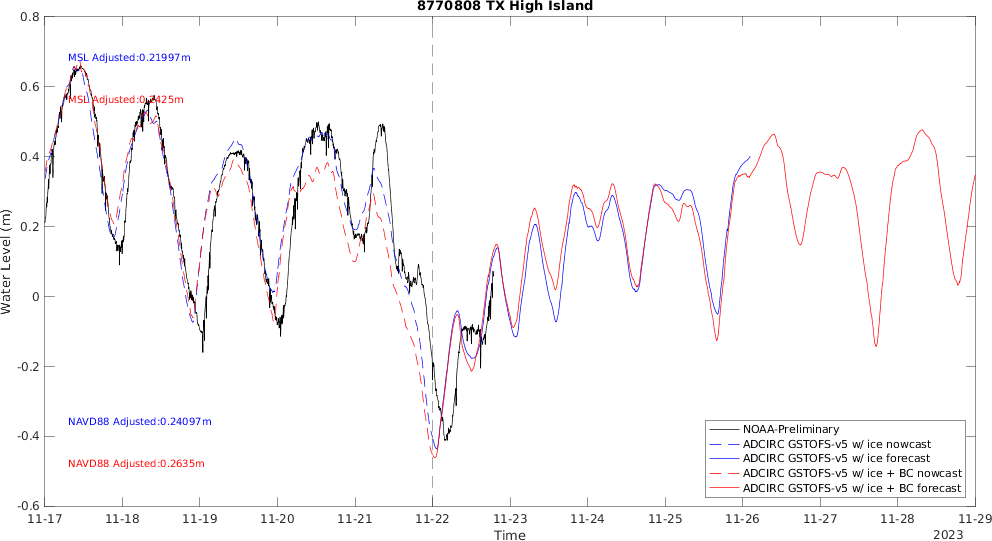 8770808 TX High Island
Water Level (m)
0.8
0.6
0.4
0.2
0
-0.2
-0.4
-0.6
MSL Adjusted:0.21997m
MSL Adjusted:0.2425m
NAVD88 Adjusted:0.24097m
NAVD88 Adjusted:0.2635m
NOAA-Preliminary
ADCIRC GSTOFS-v5 w/ ice nowcast
ADCIRC GSTOFS-v5 w/ ice forecast
ADCIRC GSTOFS-v5 w/ ice + BC nowcast
ADCIRC GSTOFS-v5 w/ ice + BC forecast
11-17 11-18 11-19 11-20 11-21 11-22 11-23 11-24 11-25 11-26 11-27 11-28 11-29
Time
2023